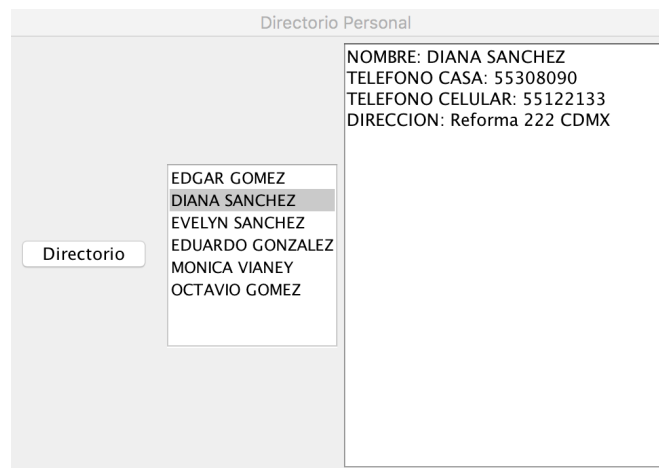 Directorio Personal
Directorio
EDGAR GOMEZ
DIANA SANCHEZ
EVELYN SANCHEZ
EDUARDO GONZALEZ
MONICA VIANEY
OCTAVIO GOMEZ
NOMBRE: DIANA SANCHEZ
TELEFONO CASA: 55308090
TELEFONO CELULAR: 55122133
DIRECCION: Reforma 222 CDMX